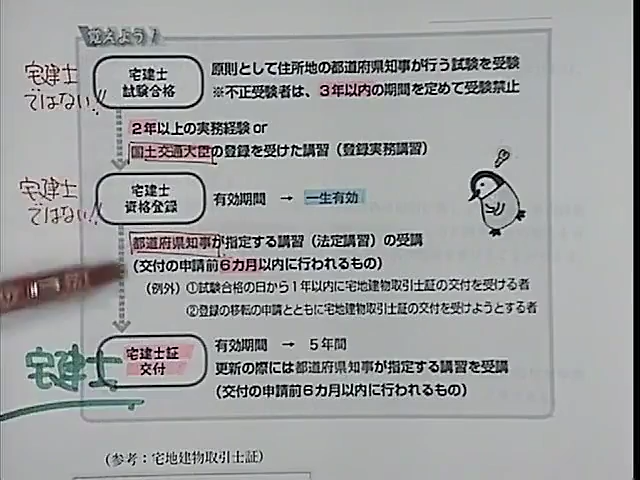 覚えよう!
宅建士
ではない!!
宅建士
試験合格
原則として住所地の都道府県知事が行う試験を受験
※不正受験者は、3年以内の期間を定めて受験禁止
2年以上の実務経験 or
国土交通大臣の登録を受けた講習(登録実務講習)
宅建士
ではない!!
宅建士
資格登録
有効期間 → 一生有効
都道府県知事が指定する講習(法定講習)の受講
(交付の申請前6カ月以内に行われるもの)
(例外)①試験合格の日から1年以内に宅地建物取引士証の交付を受ける者
②登録の移転の申請とともに宅地建物取引士証の交付を受けようとする者
宅建士
宅建士証
交付
有効期間 → 5年間
更新の際には都道府県知事が指定する講習を受講
(交付の申請前6カ月以内に行われるもの)
(参考:宅地建物取引士証)